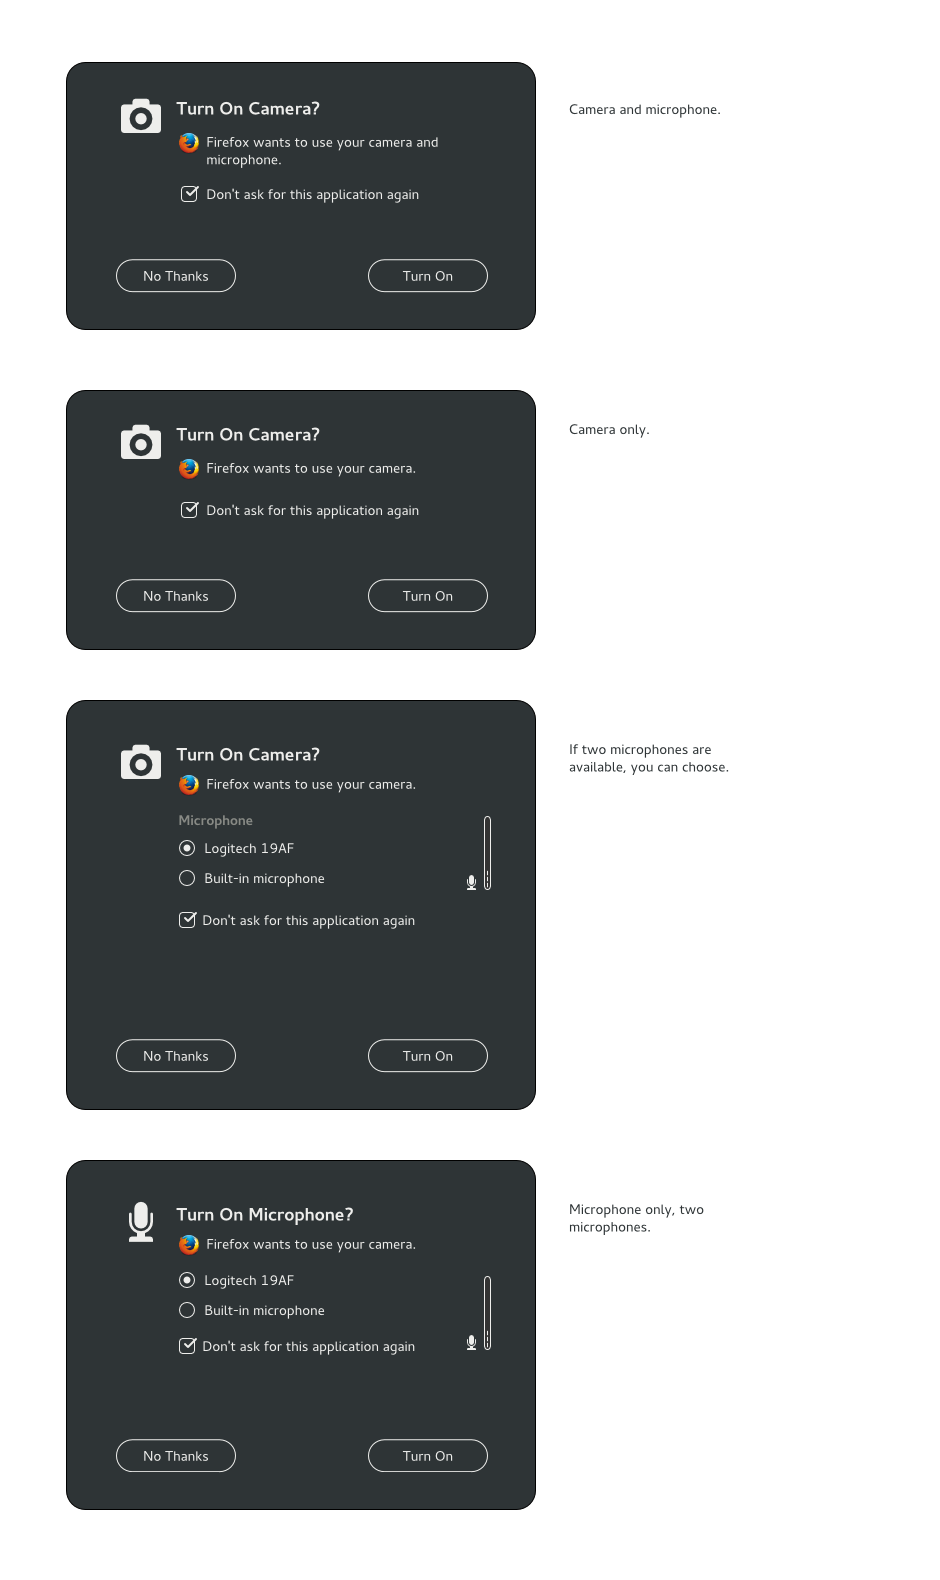 Turn On Camera?
Camera and microphone.
Firefox wants to use your camera and
microphone.
Don't ask for this application again
No Thanks
Turn On
Turn On Camera?
Camera only.
Firefox wants to use your camera.
Don't ask for this application again
No Thanks
Turn On
Turn On Camera?
If two microphones are
available, you can choose.
Firefox wants to use your camera.
Microphone
Logitech 19AF
Built-in microphone
Don't ask for this application again
No Thanks
Turn On
Turn On Microphone?
Microphone only, two
microphones.
Firefox wants to use your camera.
Logitech 19AF
Built-in microphone
Don't ask for this application again
No Thanks
Turn On